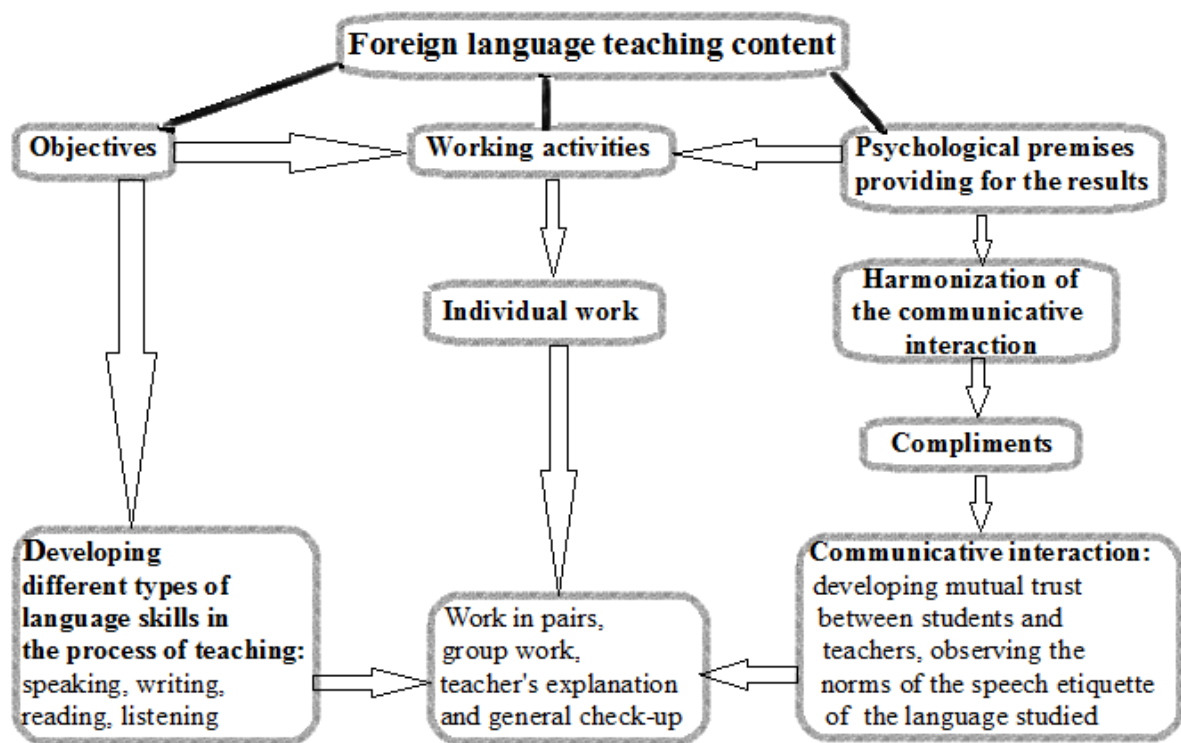 Foreign language teaching content
Objectives
Working activities
Psychological premises
providing for the results
Individual work
Harmonization of
the communicative
interaction
Compliments
Developing
different types of
language skills in
the process of teaching:
speaking, writing,
reading, listening
Work in pairs,
group work,
teacher's explanation
and general check-up
Communicative interaction:
developing mutual trust
between students and
teachers, observing the
norms of the speech etiquette
of the language studied